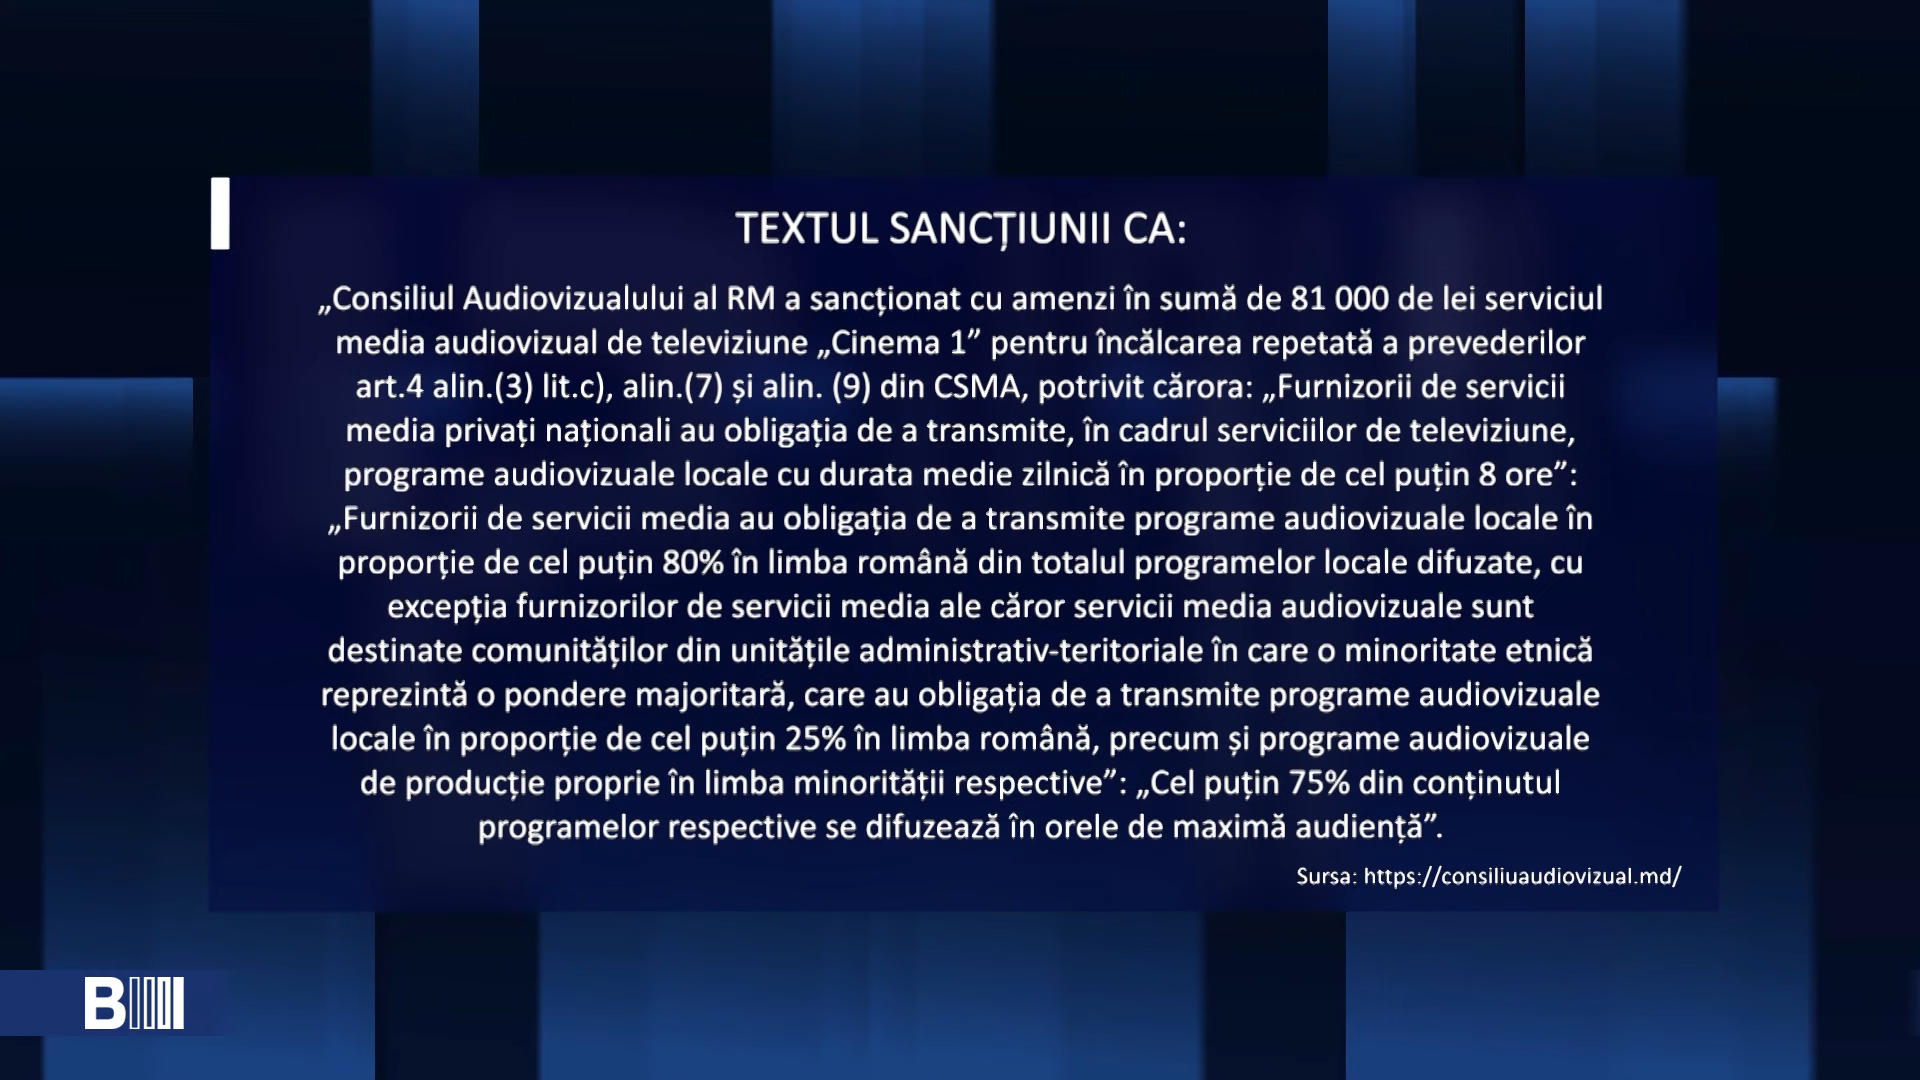 TEXTUL SANCȚIUNII CA:
„Consiliul Audiovizualului al RM a sancționat cu amenzi în sumă de 81 000 de lei serviciul
media audiovizual de televiziune „Cinema 1” pentru încălcarea repetată a prevederilor
art.4 alin.(3) lit.c), alin.(7) și alin. (9) din CSMA, potrivit cărora: „Furnizorii de servicii
media privați naționali au obligația de a transmite, în cadrul serviciilor de televiziune,
programe audiovizuale locale cu durata medie zilnică în proporție de cel puțin 8 ore”:
„Furnizorii de servicii media au obligația de a transmite programe audiovizuale locale în
proporție de cel puțin 80% în limba română din totalul programelor locale difuzate, cu
excepția furnizorilor de servicii media ale căror servicii media audiovizuale sunt
destinate comunităților din unitățile administrativ-teritoriale în care o minoritate etnică
reprezintă o pondere majoritară, care au obligația de a transmite programe audiovizuale
locale în proporție de cel puțin 25% în limba română, precum și programe audiovizuale
de producție proprie în limba minorității respective”: „Cel puțin 75% din conținutul
programelor respective se difuzează în orele de maximă audiență”.
Sursa: https://consiliuaudiovizual.md/
B